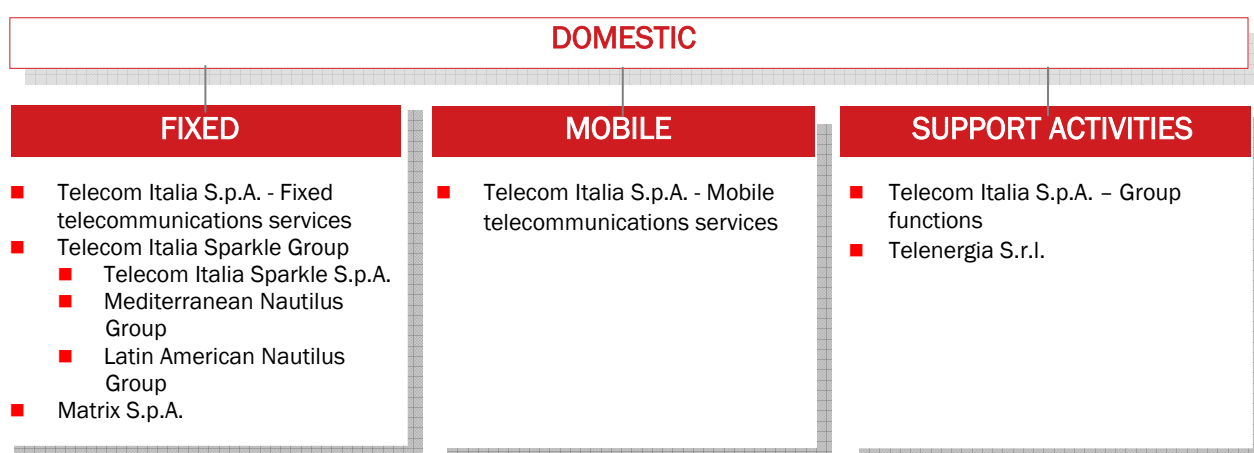 DOMESTIC
FIXED
Telecom Italia S.p.A. - Fixed
telecommunications services
Telecom Italia Sparkle Group
Telecom Italia Sparkle S.p.A.
Mediterranean Nautilus
Group
Latin American Nautilus
Group
Matrix S.p.A.
MOBILE
Telecom Italia S.p.A. - Mobile
telecommunications services
SUPPORT ACTIVITIES
Telecom Italia S.p.A. – Group
functions
Telenergia S.r.l.